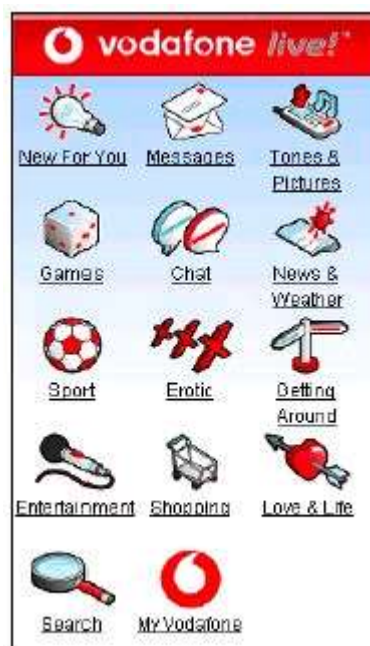 vodafone live!™
New For You Messages Tones &
Pictures
Games Chat News &
Weather
Sport Erotic Getting
Around
Entertainment Shopping Love & Life
Search My Vodafone